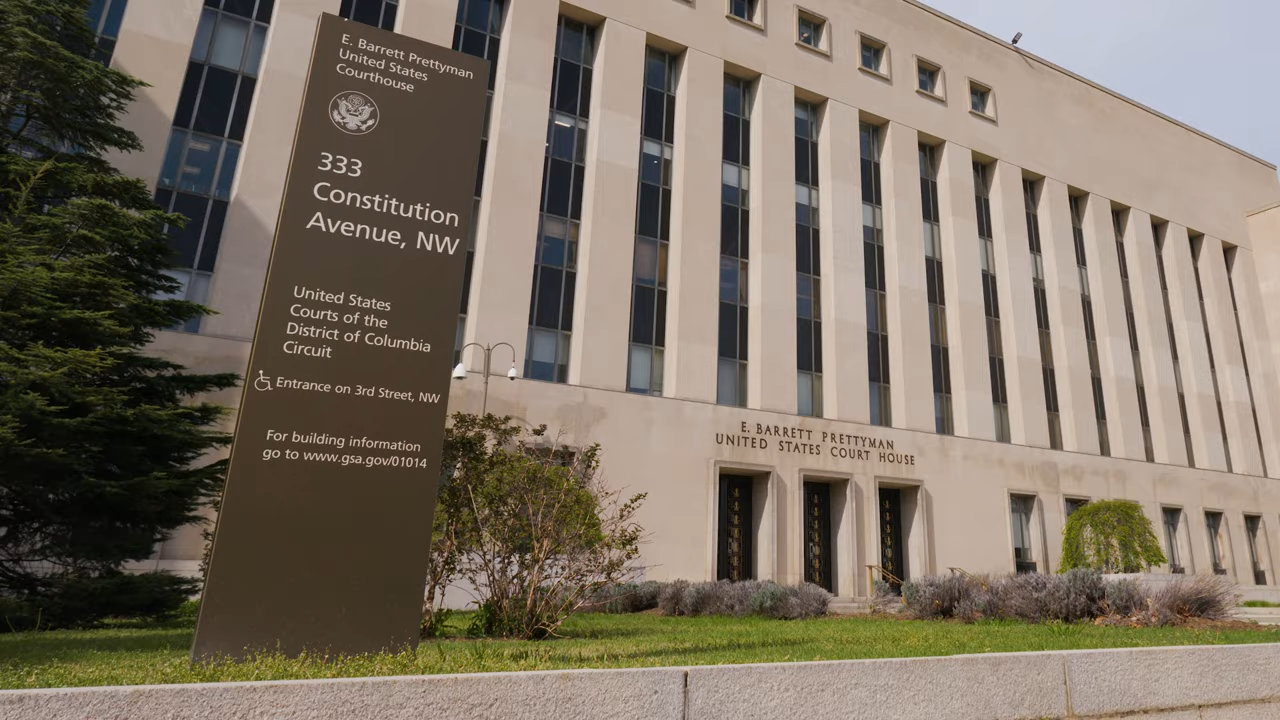 E. Barrett Prettyman
United States
Courthouse
333
Constitution
Avenue, NW
United States
Courts of the
District of Columbia
Circuit
Entrance on 3rd Street, NW
For building information
go to www.gsa.gov/01014
E. BARRETT PRETTYMAN
UNITED STATES COURT HOUSE